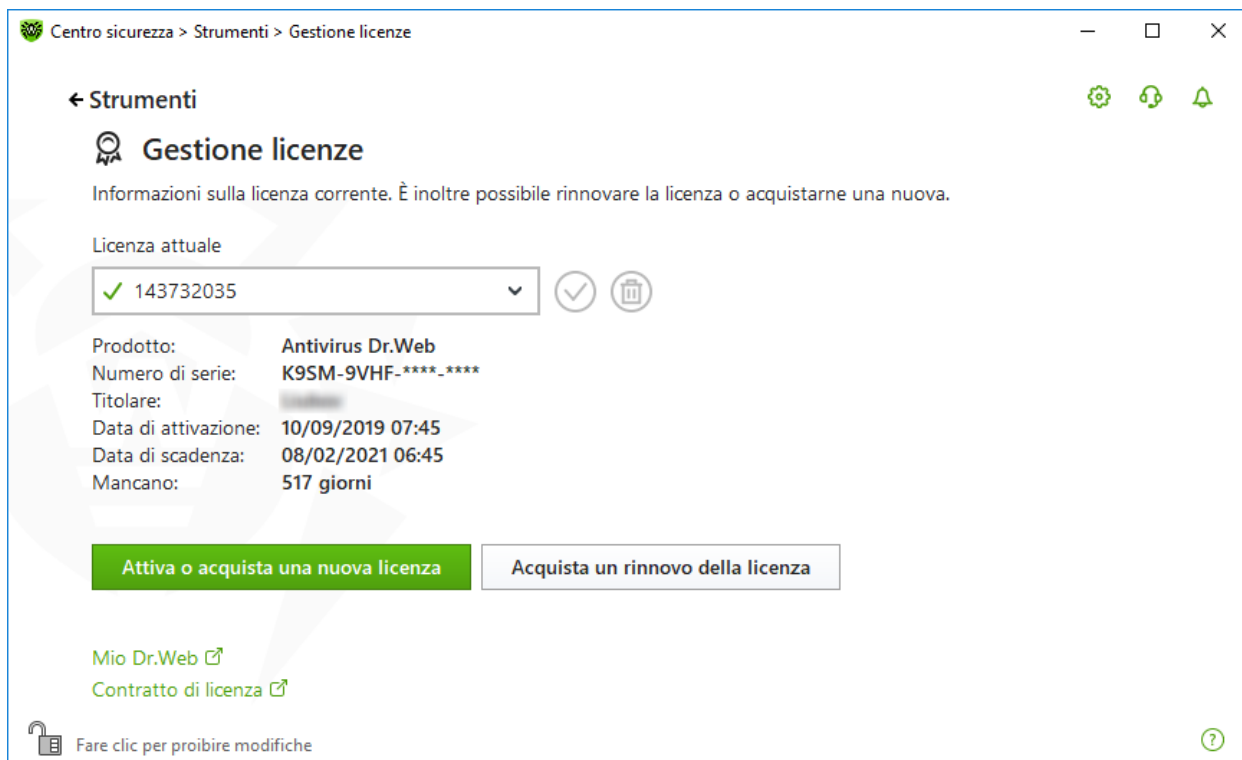 Centro sicurezza > Strumenti > Gestione licenze
Strumenti
Gestione licenze
Informazioni sulla licenza corrente. È inoltre possibile rinnovare la licenza o acquistarne una nuova.
Licenza attuale
143732035
Prodotto: Antivirus Dr.Web
Numero di serie: K9SM-9VHF-****-****
Titolare:
Data di attivazione: 10/09/2019 07:45
Data di scadenza: 08/02/2021 06:45
Mancano: 517 giorni
Attiva o acquista una nuova licenza Acquista un rinnovo della licenza
Mio Dr.Web
Contratto di licenza
Fare clic per proibire modifiche